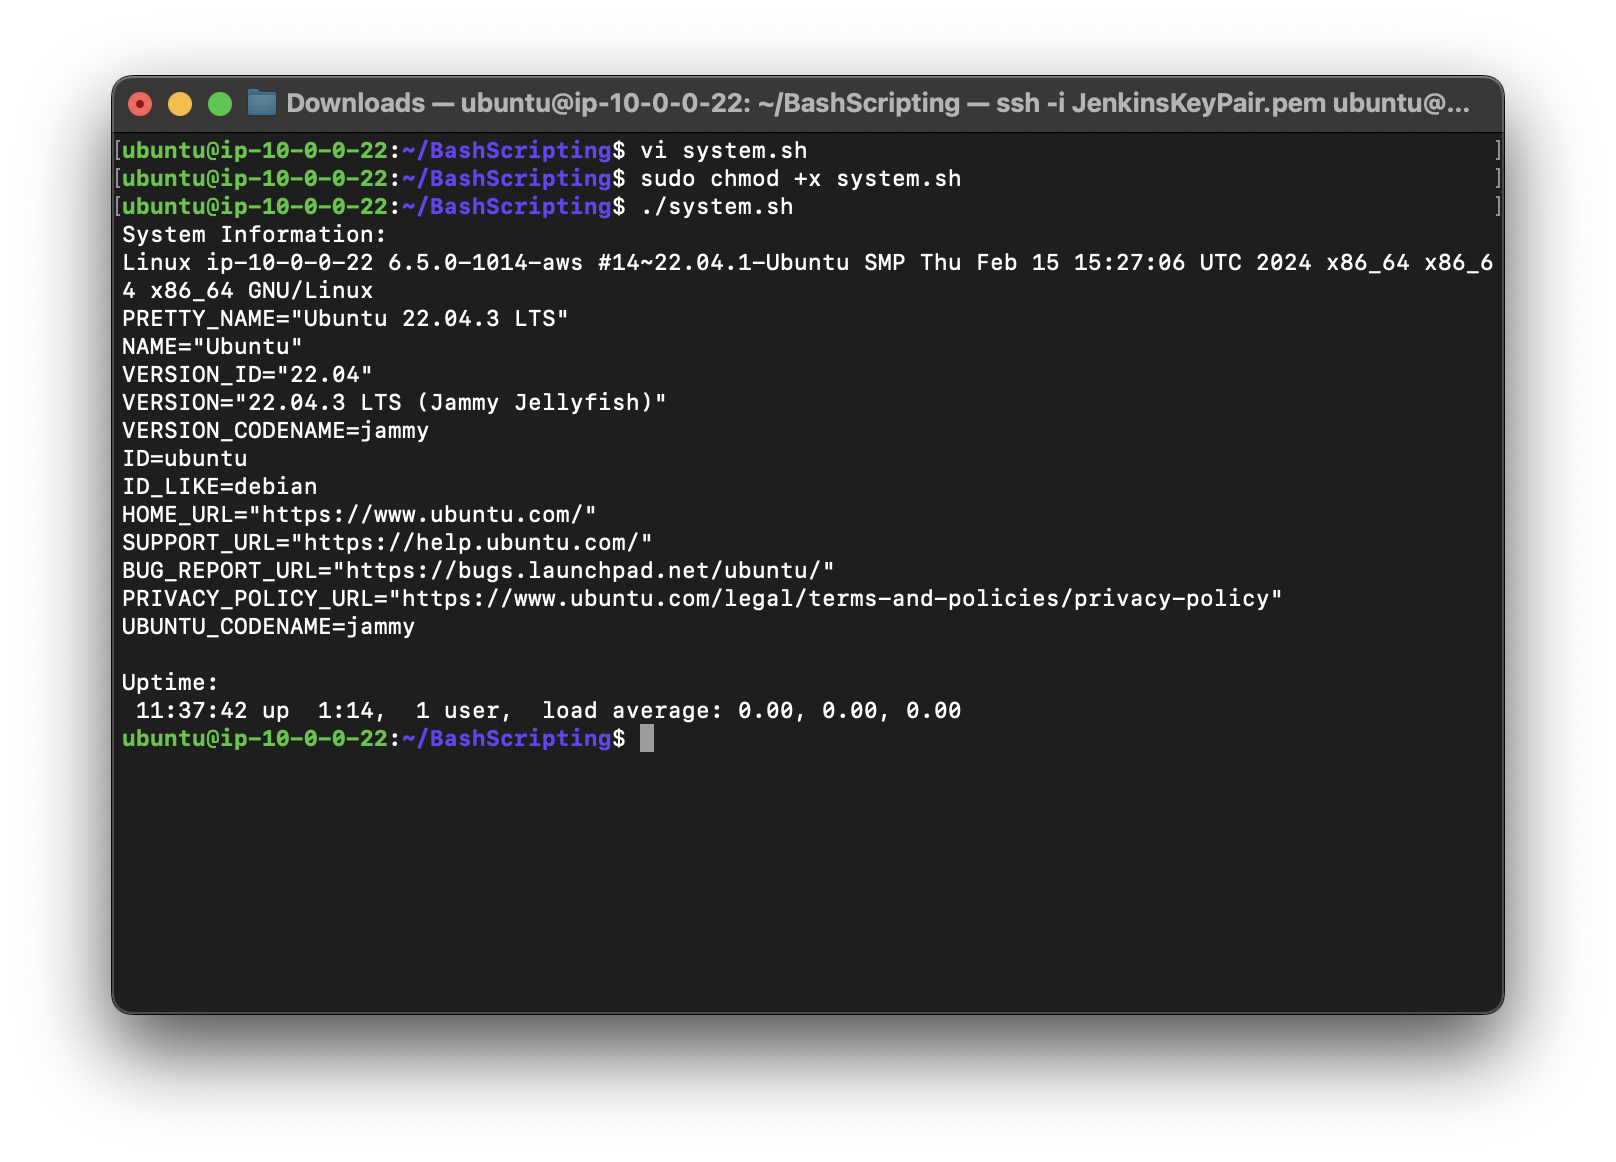 Downloads — ubuntu@ip-10-0-0-22: ~/BashScripting — ssh -i JenkinsKeyPair.pem ubuntu@...
[ubuntu@ip-10-0-0-22:~/BashScripting$ vi system.sh ]
[ubuntu@ip-10-0-0-22:~/BashScripting$ sudo chmod +x system.sh ]
[ubuntu@ip-10-0-0-22:~/BashScripting$ ./system.sh ]
System Information:
Linux ip-10-0-0-22 6.5.0-1014-aws #14~22.04.1-Ubuntu SMP Thu Feb 15 15:27:06 UTC 2024 x86_64 x86_6
4 x86_64 GNU/Linux
PRETTY_NAME="Ubuntu 22.04.3 LTS"
NAME="Ubuntu"
VERSION_ID="22.04"
VERSION="22.04.3 LTS (Jammy Jellyfish)"
VERSION_CODENAME=jammy
ID=ubuntu
ID_LIKE=debian
HOME_URL="https://www.ubuntu.com/"
SUPPORT_URL="https://help.ubuntu.com/"
BUG_REPORT_URL="https://bugs.launchpad.net/ubuntu/"
PRIVACY_POLICY_URL="https://www.ubuntu.com/legal/terms-and-policies/privacy-policy"
UBUNTU_CODENAME=jammy
Uptime:
 11:37:42 up  1:14,  1 user,  load average: 0.00, 0.00, 0.00
ubuntu@ip-10-0-0-22:~/BashScripting$